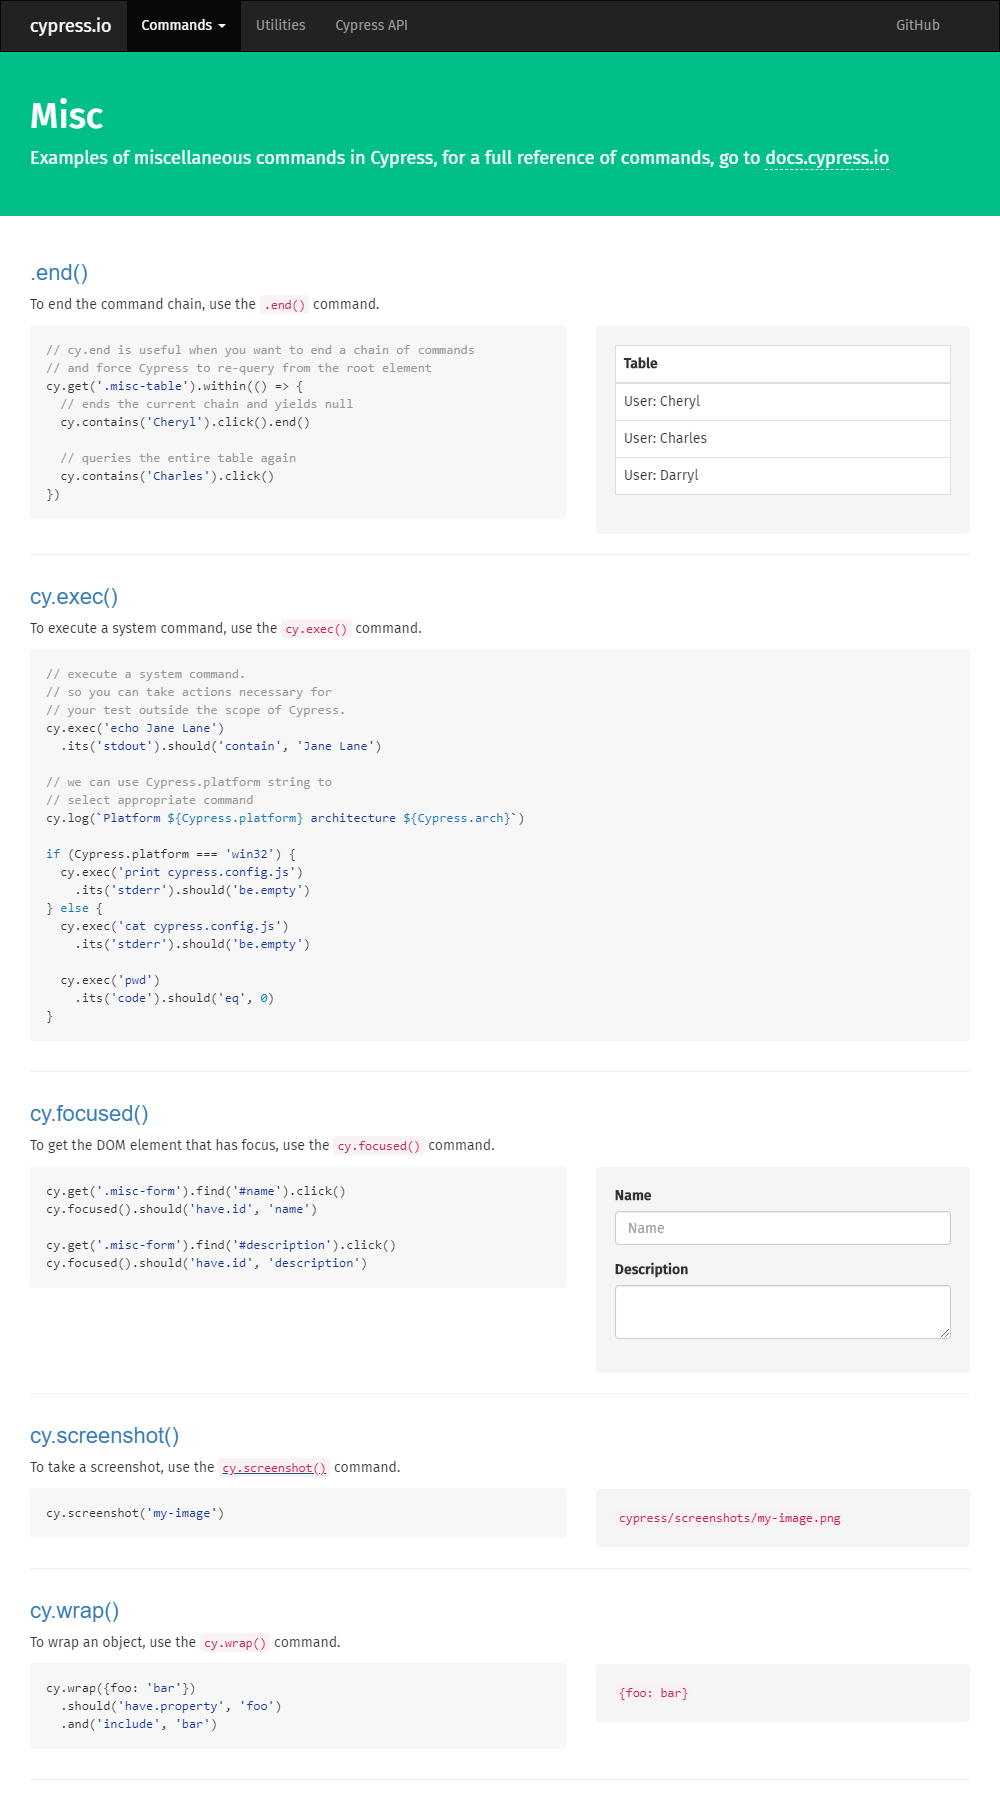 cypress.io Commands Utilities Cypress API GitHub
Misc
Examples of miscellaneous commands in Cypress, for a full reference of commands, go to docs.cypress.io
.end()
To end the command chain, use the .end() command.
// cy.end is useful when you want to end a chain of commands
// and force Cypress to re-query from the root element
cy.get('.misc-table').within(() => {
  // ends the current chain and yields null
  cy.contains('Cheryl').click().end()
  // queries the entire table again
  cy.contains('Charles').click()
})
Table
User: Cheryl
User: Charles
User: Darryl
cy.exec()
To execute a system command, use the cy.exec() command.
// execute a system command.
// so you can take actions necessary for
// your test outside the scope of Cypress.
cy.exec('echo Jane Lane')
  .its('stdout').should('contain', 'Jane Lane')
// we can use Cypress.platform string to
// select appropriate command
cy.log(`Platform ${Cypress.platform} architecture ${Cypress.arch}`)
if (Cypress.platform === 'win32') {
  cy.exec('print cypress.config.js')
    .its('stderr').should('be.empty')
} else {
  cy.exec('cat cypress.config.js')
    .its('stderr').should('be.empty')
  cy.exec('pwd')
    .its('code').should('eq', 0)
}
cy.focused()
To get the DOM element that has focus, use the cy.focused() command.
cy.get('.misc-form').find('#name').click()
cy.focused().should('have.id', 'name')
cy.get('.misc-form').find('#description').click()
cy.focused().should('have.id', 'description')
Name
Name
Description
cy.screenshot()
To take a screenshot, use the cy.screenshot() command.
cy.screenshot('my-image')
cypress/screenshots/my-image.png
cy.wrap()
To wrap an object, use the cy.wrap() command.
cy.wrap({foo: 'bar'})
  .should('have.property', 'foo')
  .and('include', 'bar')
{foo: bar}